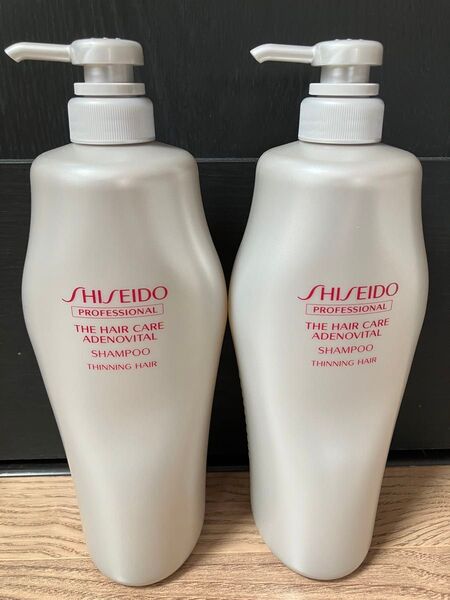 SHISEIDO
PROFESSIONAL
THE HAIR CARE
ADENOVITAL
SHAMPOO
THINNING HAIR
SHISEIDO
PROFESSIONAL
THE HAIR CARE
ADENOVITAL
SHAMPOO
THINNING HAIR